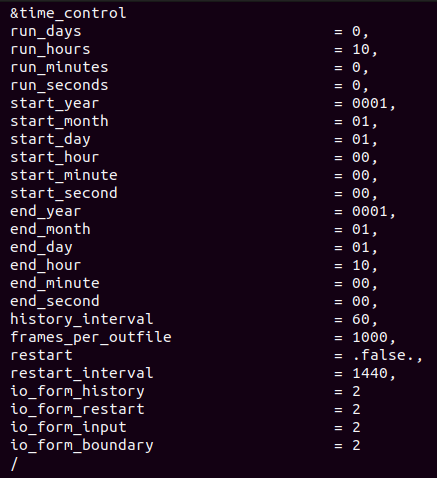 &time_control
run_days = 0,
run_hours = 10,
run_minutes = 0,
run_seconds = 0,
start_year = 0001,
start_month = 01,
start_day = 01,
start_hour = 00,
start_minute = 00,
start_second = 00,
end_year = 0001,
end_month = 01,
end_day = 01,
end_hour = 10,
end_minute = 00,
end_second = 00,
history_interval = 60,
frames_per_outfile = 1000,
restart = .false.,
restart_interval = 1440,
io_form_history = 2
io_form_restart = 2
io_form_input = 2
io_form_boundary = 2
/